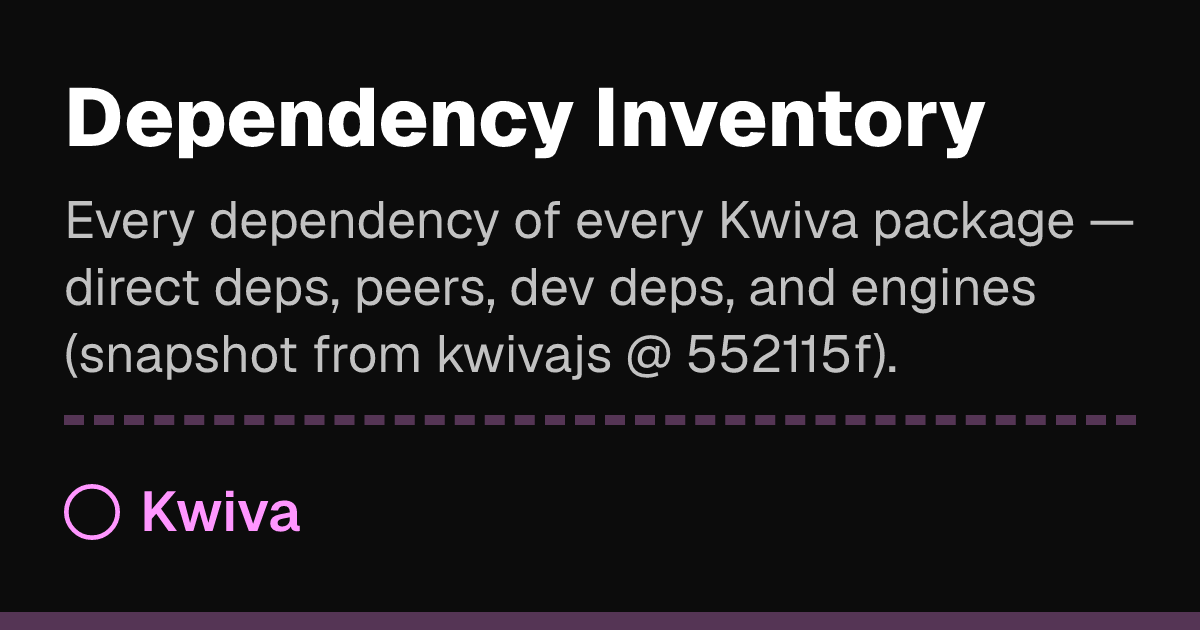 Dependency Inventory
Every dependency of every Kwiva package —
direct deps, peers, dev deps, and engines
(snapshot from kwivajs @ 552115f).
Kwiva